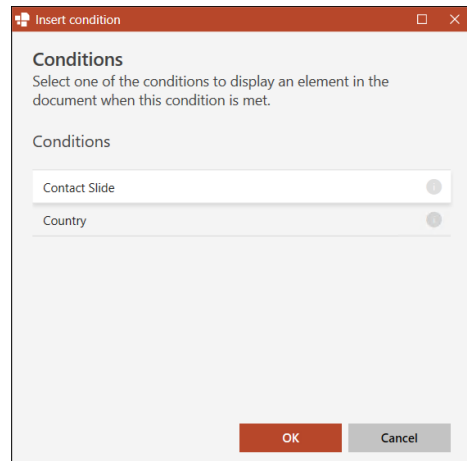 Insert condition
Conditions
Select one of the conditions to display an element in the
document when this condition is met.
Conditions
Contact Slide
Country
OK
Cancel